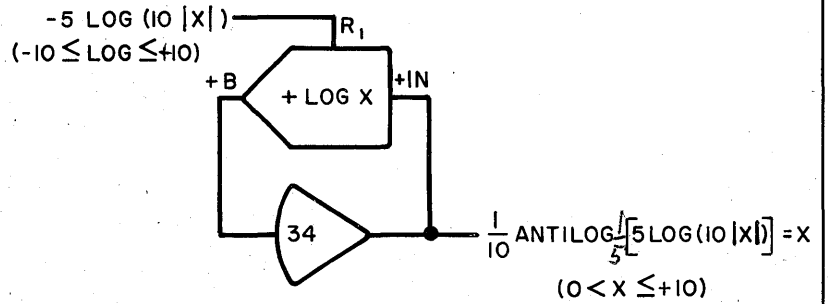 -5 LOG (10 |X|)
(-10 ≤ LOG ≤ +10)
R1
+B
+IN
+ LOG X
34
1/10 ANTILOG 1/5 [5 LOG (10 |X|)] = X
(0 < X ≤ +10)